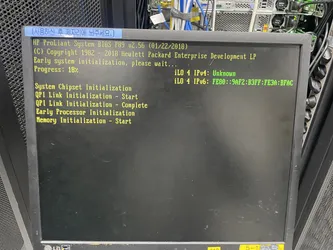 HP ProLiant System BIOS P89 v2.56 (01/22/2018)
(C) Copyright 1982 - 2018 Hewlett Packard Enterprise Development LP
Early system initialization, please wait...
iLO 4 IPv4: Unknown
Progress: 18%
iLO 4 IPv6: FE80::9AF2:B3FF:FE3A:BFAC
System Chipset Initialization
QPI Link Initialization - Start
QPI Link Initialization - Complete
Early Processor Initialization
Memory Initialization - Start